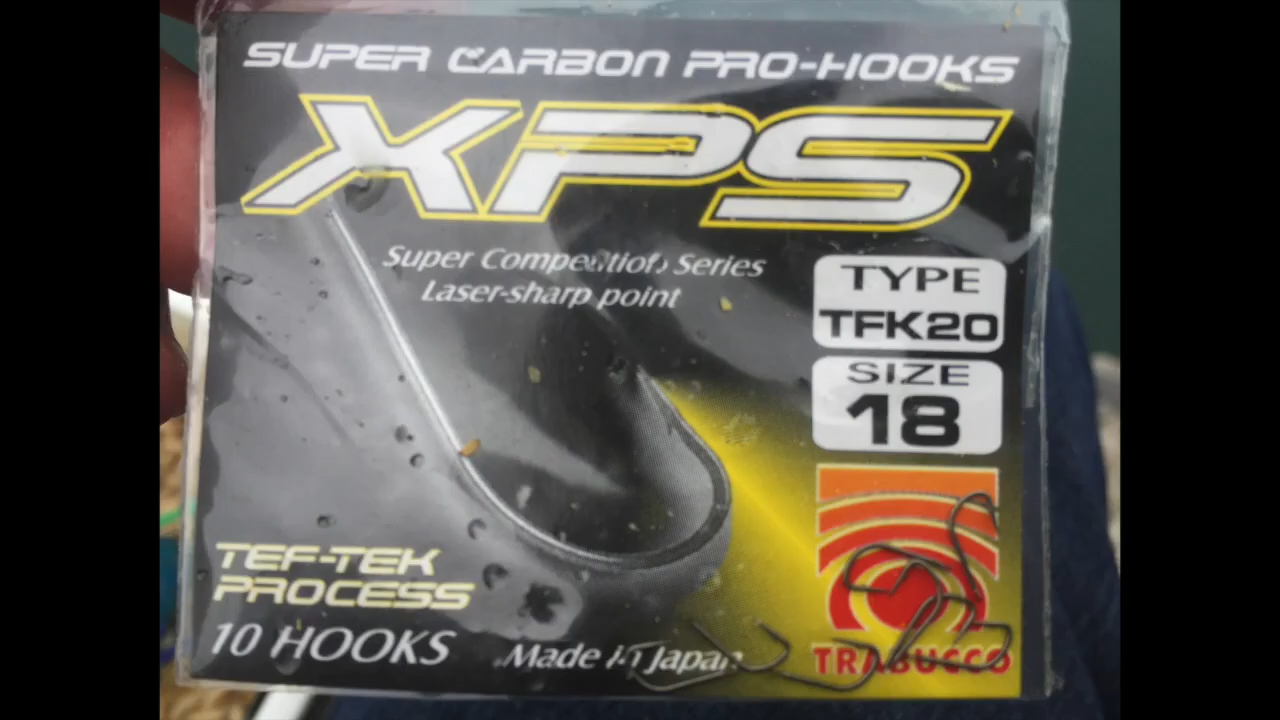 SUPER CARBON PRO-HOOKS
XPS
Super Competition Series
Laser-sharp point
TYPE
TFK20
SIZE
18
TEF-TEK
PROCESS
10 HOOKS
Made in Japan
TRABUCCO